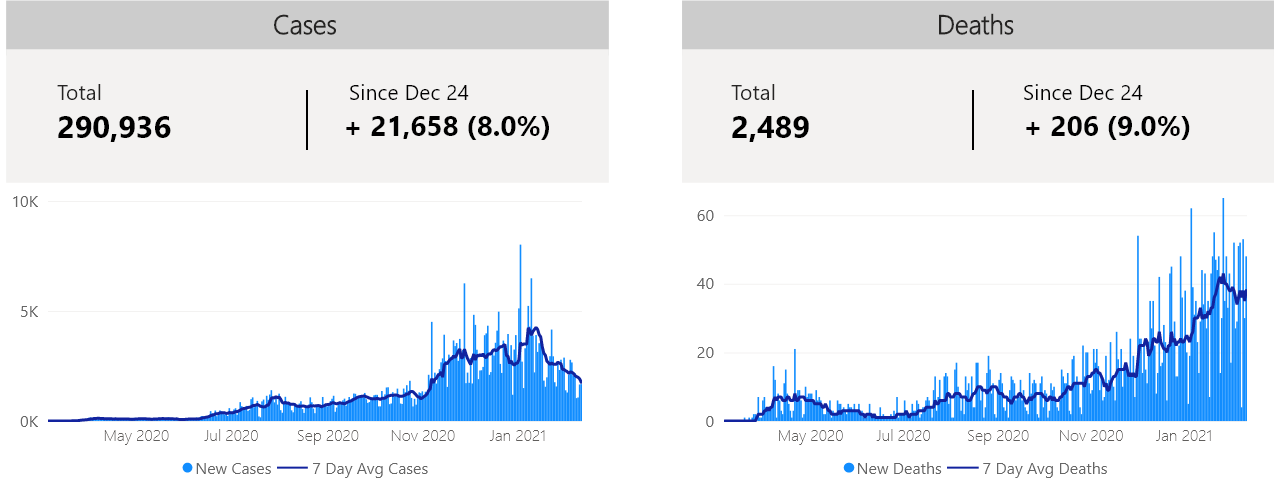 Cases
Total
290,936
Since Dec 24
+ 21,658 (8.0%)
10K
5K
0K
May 2020
Jul 2020
Sep 2020
Nov 2020
Jan 2021
New Cases
7 Day Avg Cases
Deaths
Total
2,489
Since Dec 24
+ 206 (9.0%)
60
40
20
0
May 2020
Jul 2020
Sep 2020
Nov 2020
Jan 2021
New Deaths
7 Day Avg Deaths